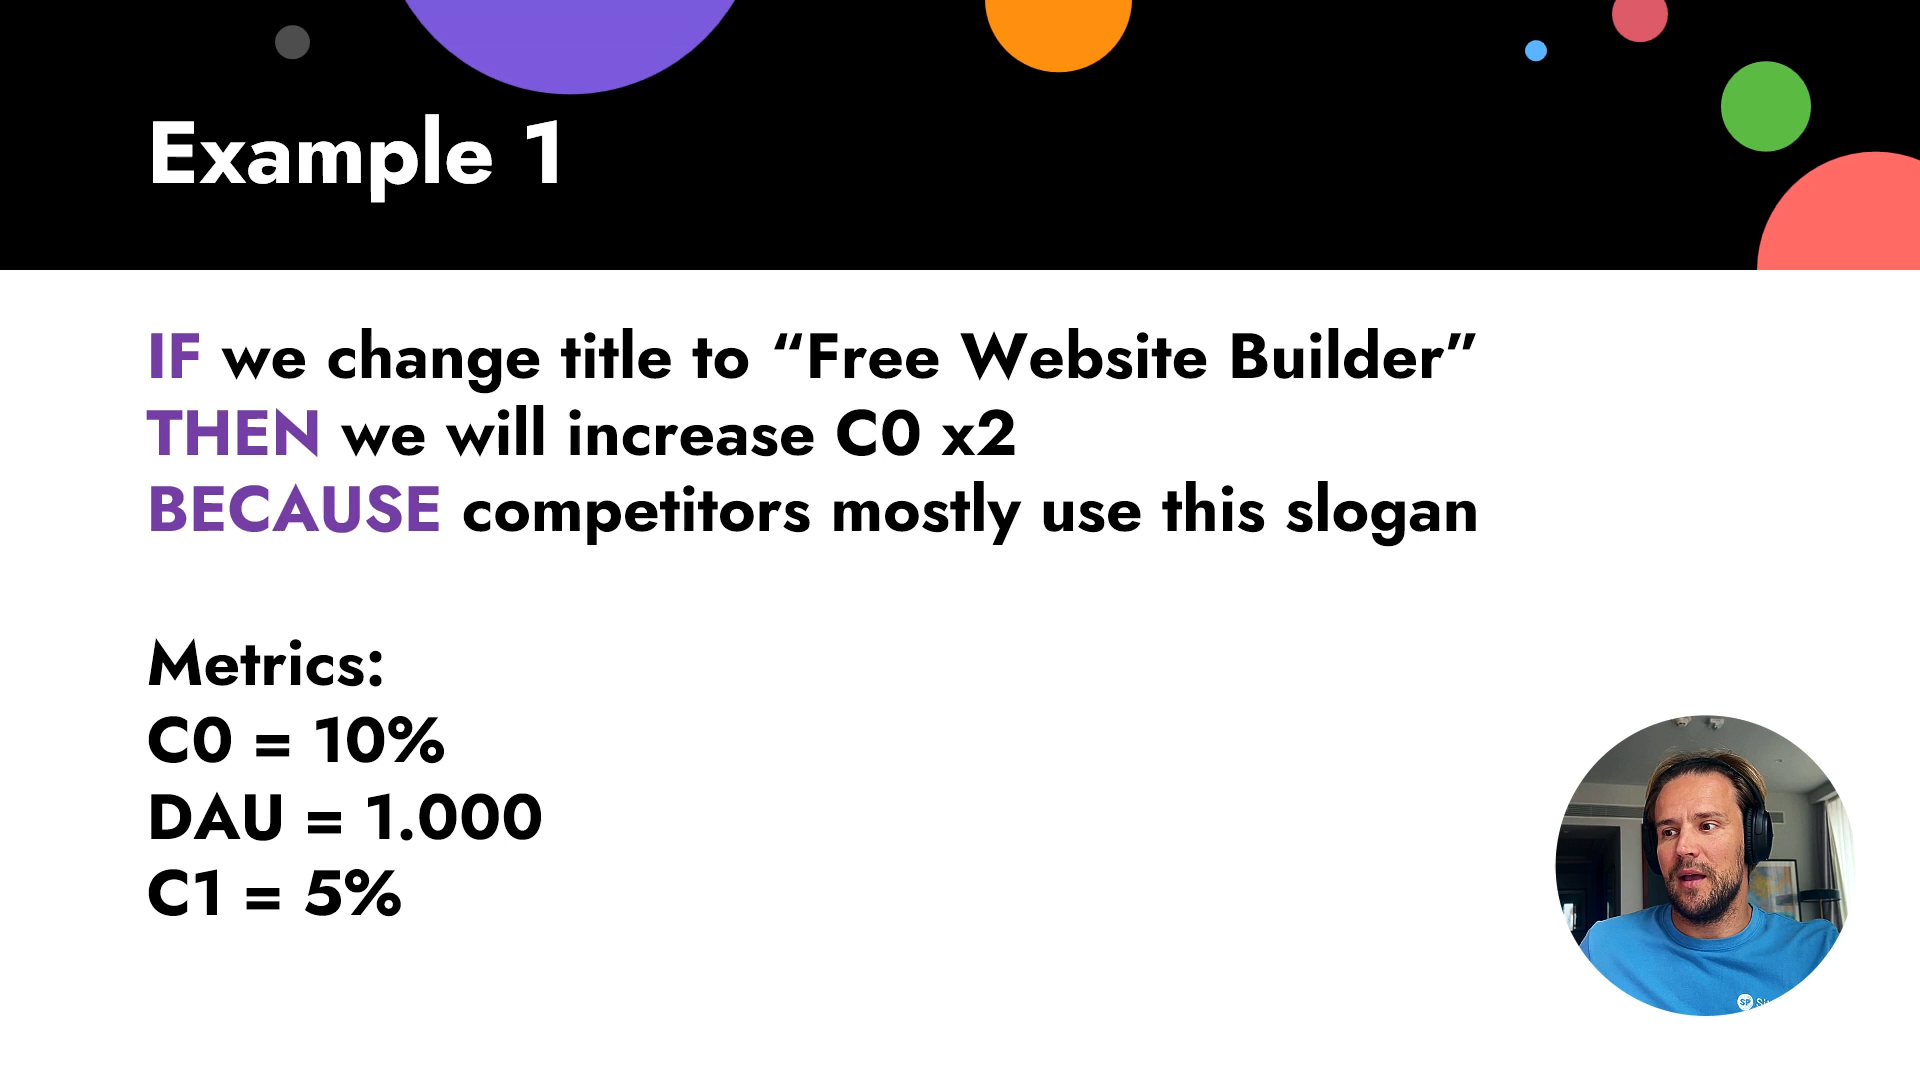 Example 1
IF we change title to “Free Website Builder”
THEN we will increase C0 x2
BECAUSE competitors mostly use this slogan
Metrics:
C0 = 10%
DAU = 1.000
C1 = 5%
SP